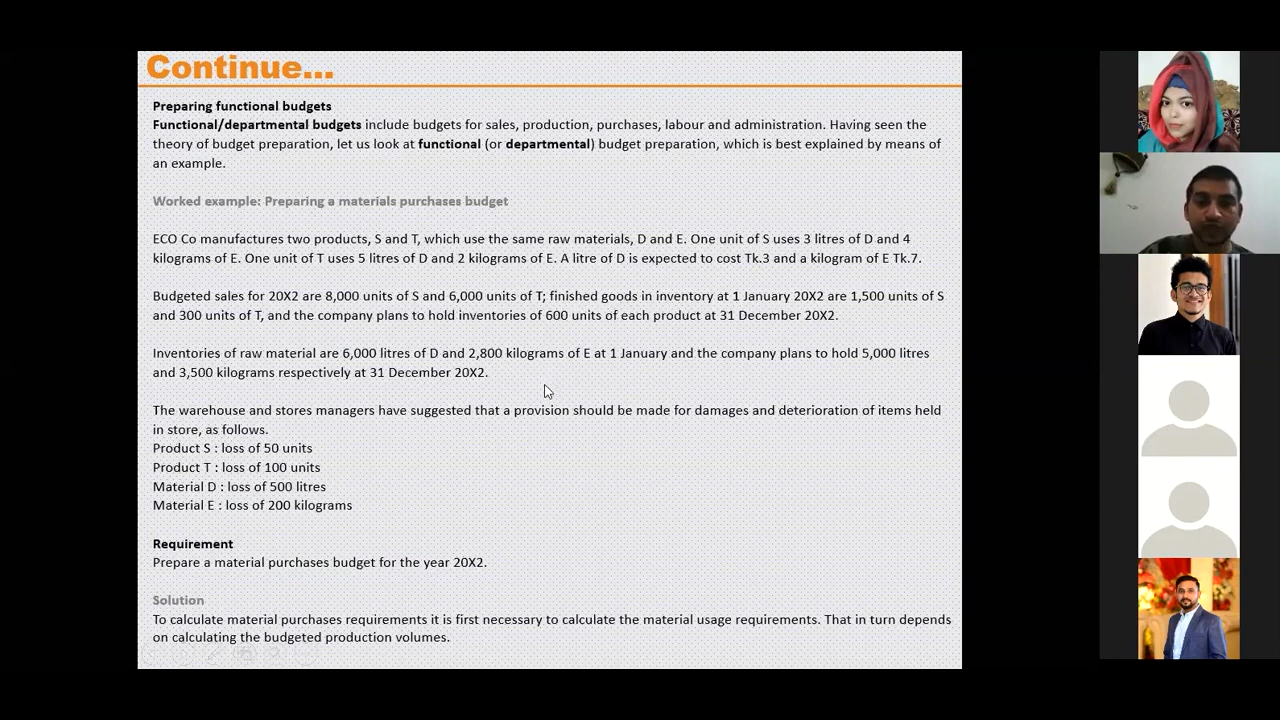 Continue...
Preparing functional budgets
Functional/departmental budgets include budgets for sales, production, purchases, labour and administration. Having seen the
theory of budget preparation, let us look at functional (or departmental) budget preparation, which is best explained by means of
an example.
Worked example: Preparing a materials purchases budget
ECO Co manufactures two products, S and T, which use the same raw materials, D and E. One unit of S uses 3 litres of D and 4
kilograms of E. One unit of T uses 5 litres of D and 2 kilograms of E. A litre of D is expected to cost Tk.3 and a kilogram of E Tk.7.
Budgeted sales for 20X2 are 8,000 units of S and 6,000 units of T; finished goods in inventory at 1 January 20X2 are 1,500 units of S
and 300 units of T, and the company plans to hold inventories of 600 units of each product at 31 December 20X2.
Inventories of raw material are 6,000 litres of D and 2,800 kilograms of E at 1 January and the company plans to hold 5,000 litres
and 3,500 kilograms respectively at 31 December 20X2.
The warehouse and stores managers have suggested that a provision should be made for damages and deterioration of items held
in store, as follows.
Product S : loss of 50 units
Product T : loss of 100 units
Material D : loss of 500 litres
Material E : loss of 200 kilograms
Requirement
Prepare a material purchases budget for the year 20X2.
Solution
To calculate material purchases requirements it is first necessary to calculate the material usage requirements. That in turn depends
on calculating the budgeted production volumes.